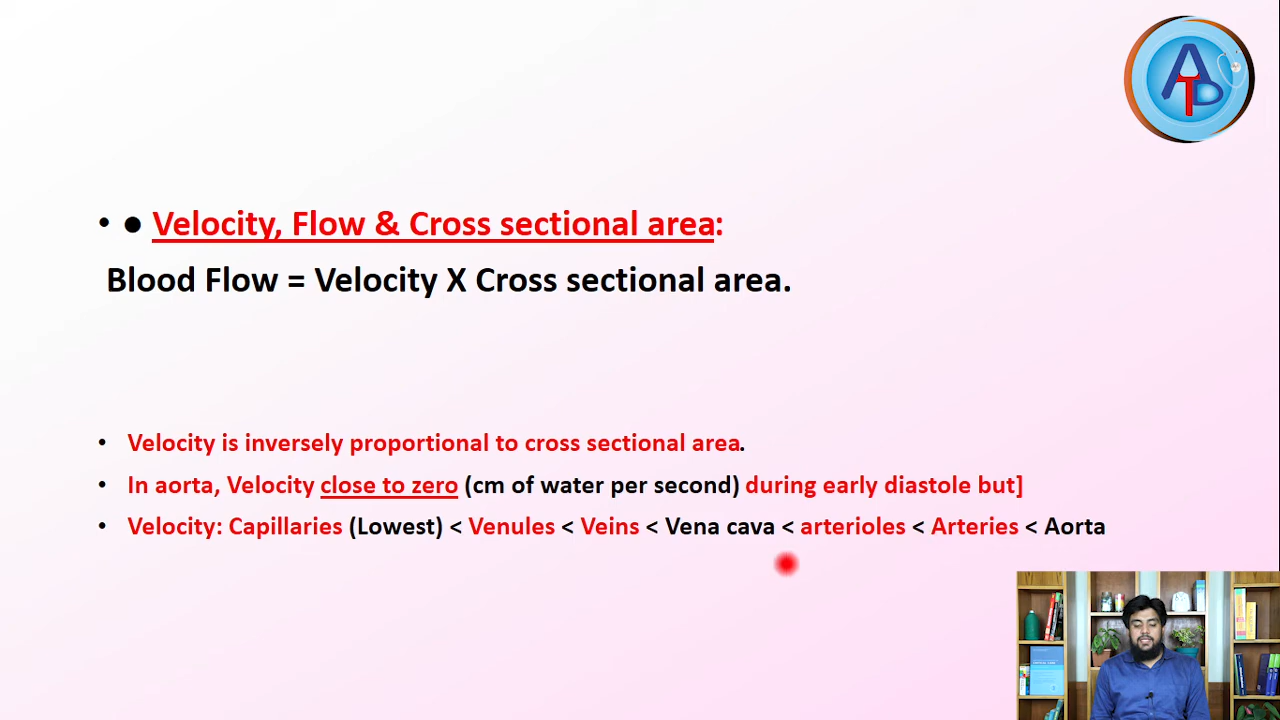 ATD
• ● Velocity, Flow & Cross sectional area:
Blood Flow = Velocity X Cross sectional area.
• Velocity is inversely proportional to cross sectional area.
• In aorta, Velocity close to zero (cm of water per second) during early diastole but]
• Velocity: Capillaries (Lowest) < Venules < Veins < Vena cava < arterioles < Arteries < Aorta